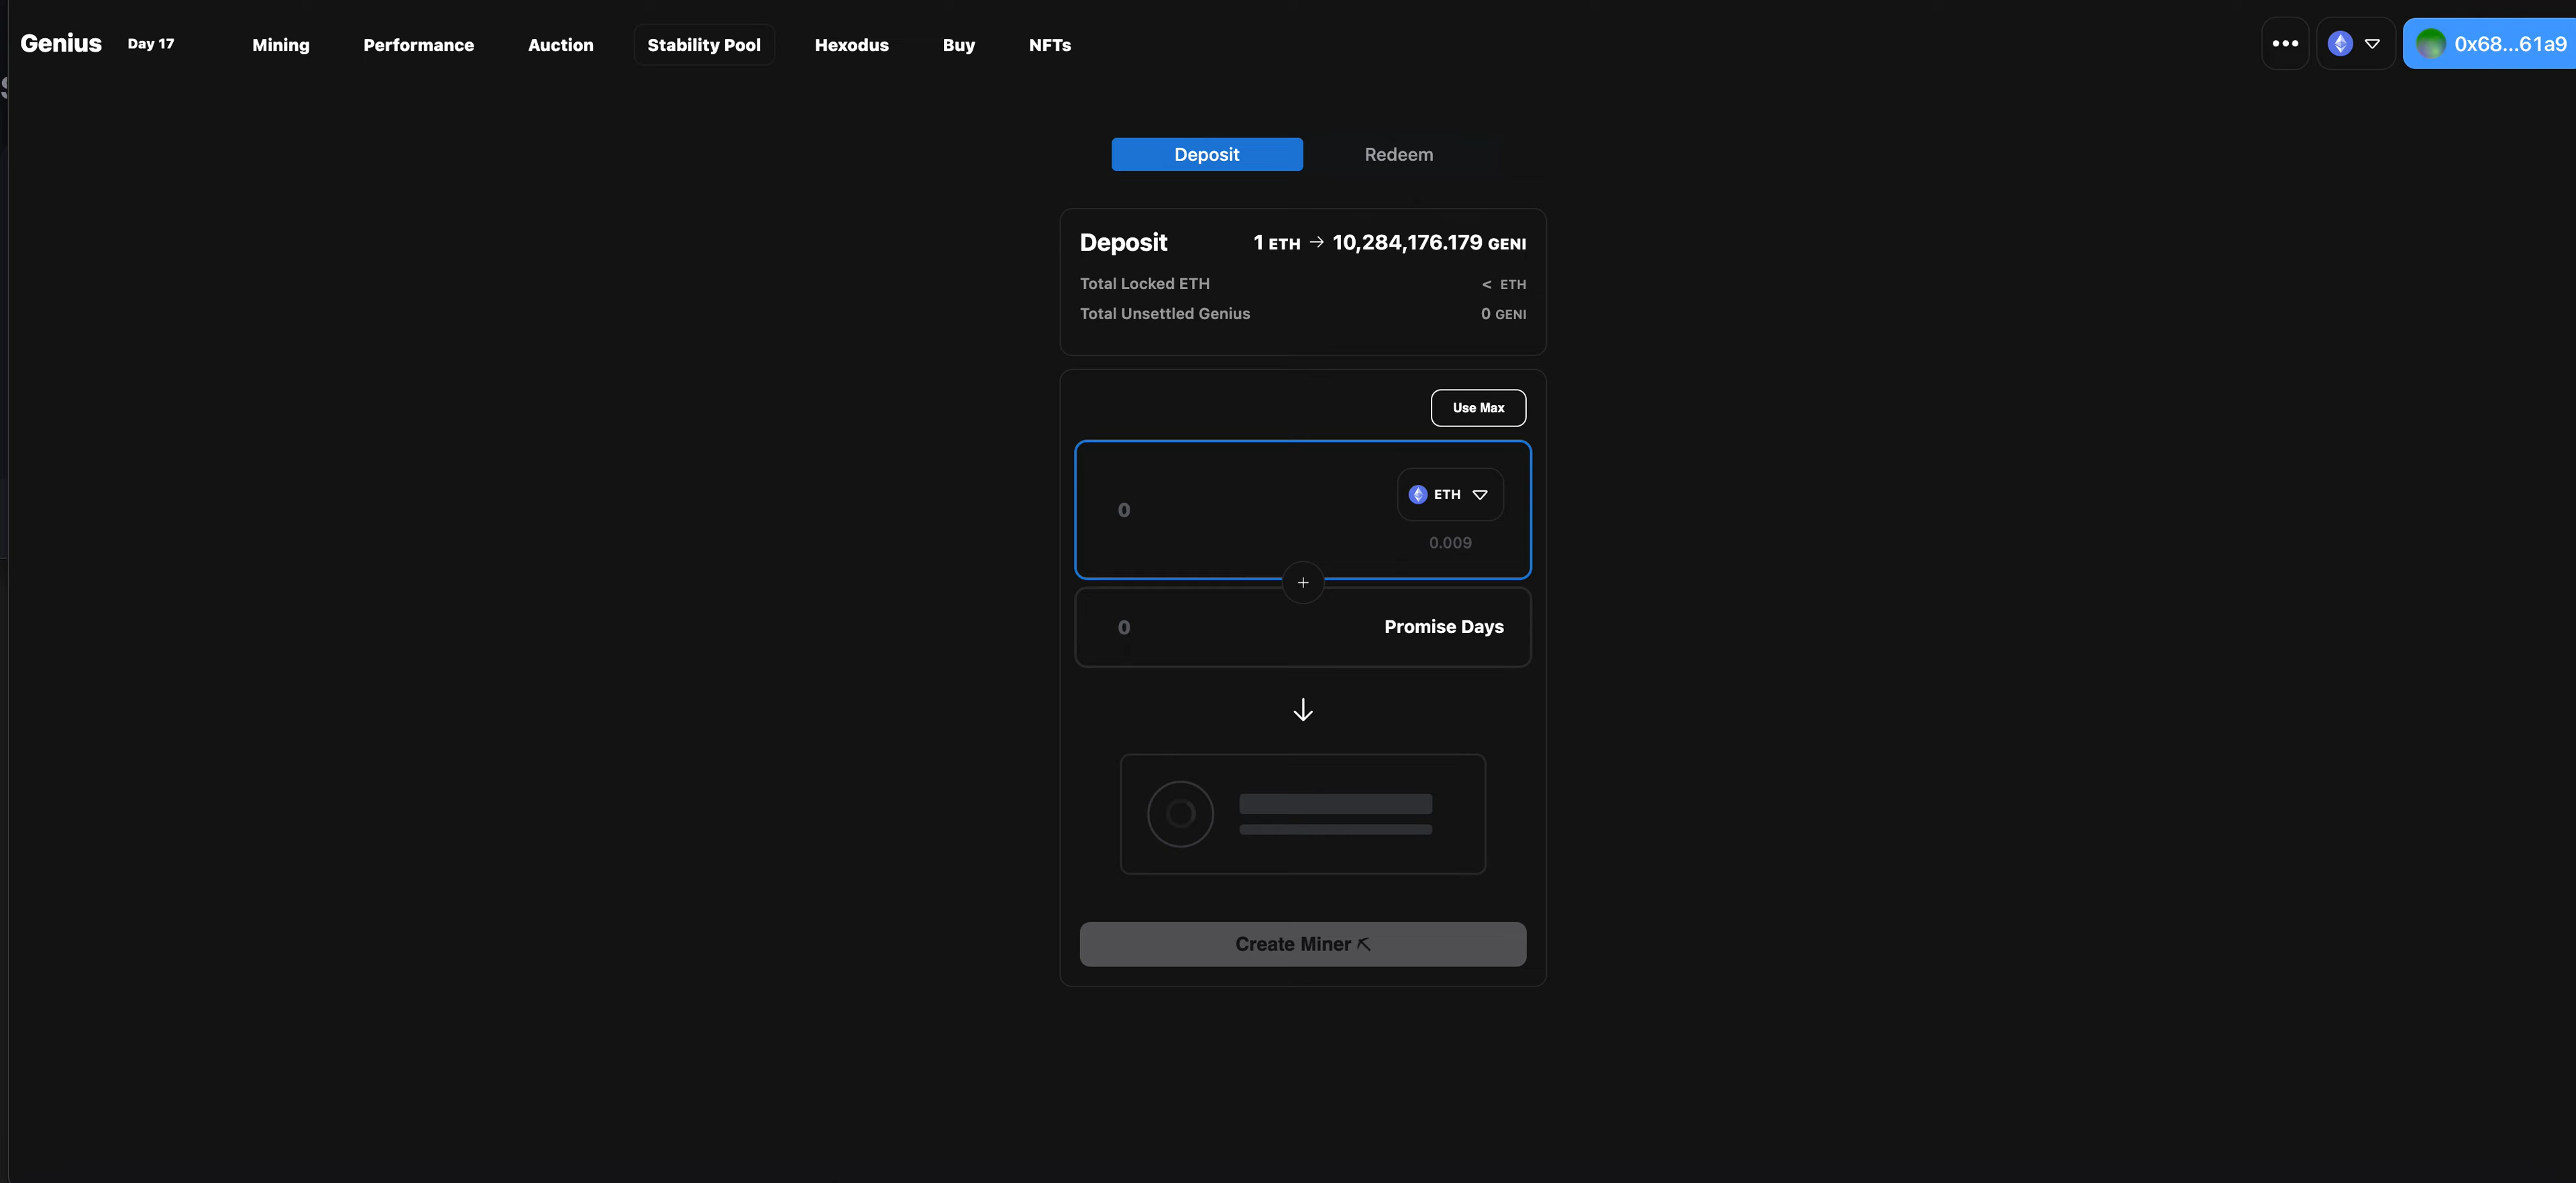 Genius Day 17 Mining Performance Auction Stability Pool Hexodus Buy NFTs ••• 0x68...61a9
Deposit Redeem
Deposit 1 ETH → 10,284,176.179 GENI
Total Locked ETH < ETH
Total Unsettled Genius 0 GENI
Use Max
0 ETH
0.009
+
0 Promise Days
Create Miner ⛏